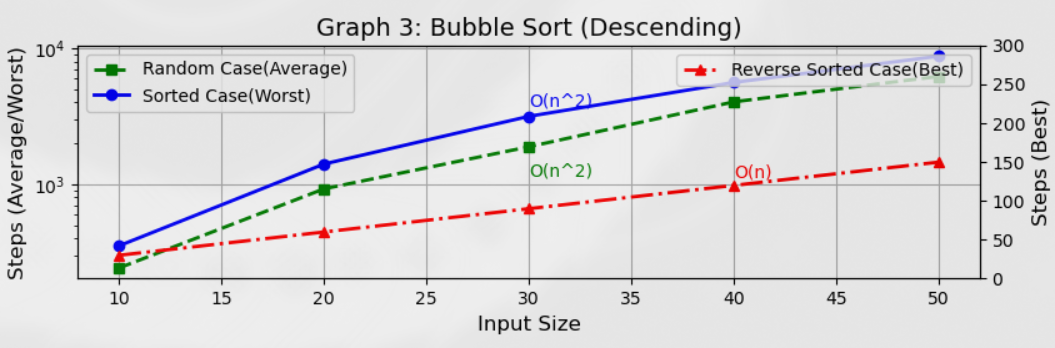 Graph 3: Bubble Sort (Descending)
Steps (Average/Worst)
10^4
10^3
Random Case(Average)
Sorted Case(Worst)
Reverse Sorted Case(Best)
O(n^2)
O(n^2)
O(n)
300
250
200
150
100
50
0
Steps (Best)
10 15 20 25 30 35 40 45 50
Input Size